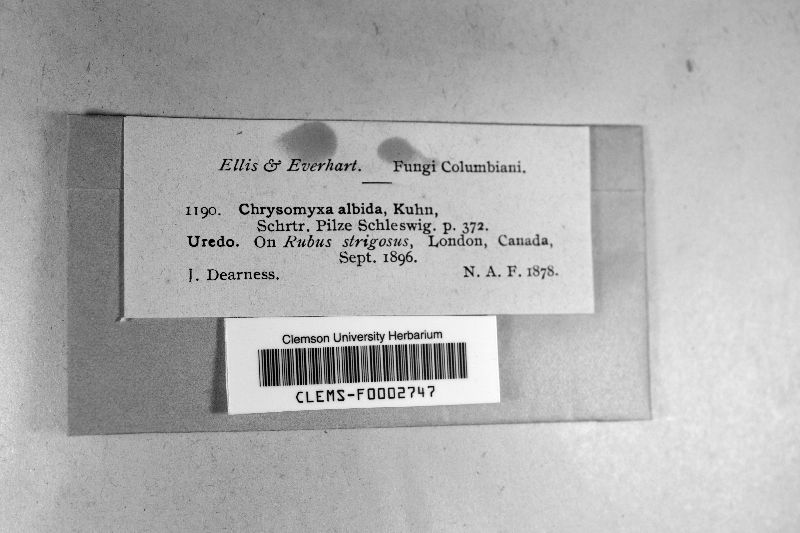 Ellis & Everhart. Fungi Columbiani.
1190. Chrysomyxa albida, Kuhn,
Schrtr. Pilze Schleswig. p. 372.
Uredo. On Rubus strigosus, London, Canada,
Sept. 1896.
J. Dearness. N. A. F. 1878.
Clemson University Herbarium
CLEMS-F0002747